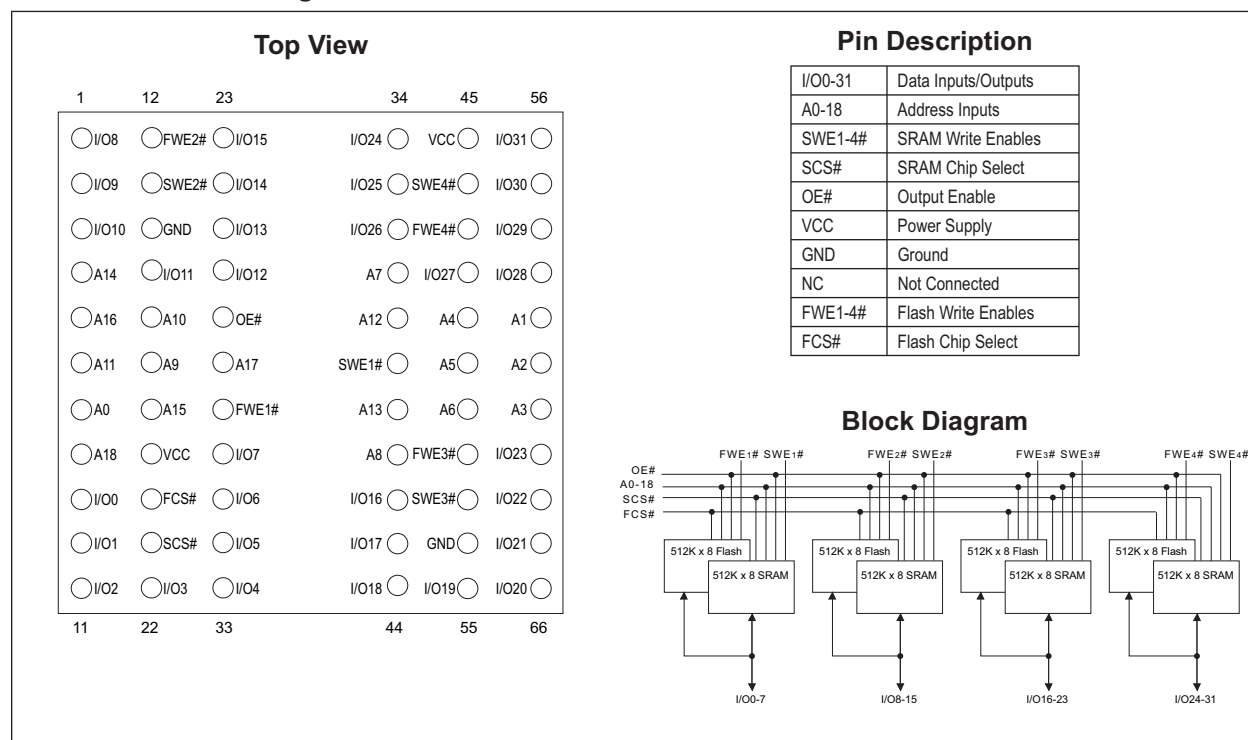 Top View
1 12 23 34 45 56
I/O8 FWE2# I/O15 I/O24 VCC I/O31
I/O9 SWE2# I/O14 I/O25 SWE4# I/O30
I/O10 GND I/O13 I/O26 FWE4# I/O29
A14 I/O11 I/O12 A7 I/O27 I/O28
A16 A10 OE# A12 A4 A1
A11 A9 A17 SWE1# A5 A2
A0 A15 FWE1# A13 A6 A3
A18 VCC I/O7 A8 FWE3# I/O23
I/O0 FCS# I/O6 I/O16 SWE3# I/O22
I/O1 SCS# I/O5 I/O17 GND I/O21
I/O2 I/O3 I/O4 I/O18 I/O19 I/O20
11 22 33 44 55 66
Pin Description
I/O0-31 Data Inputs/Outputs
A0-18 Address Inputs
SWE1-4# SRAM Write Enables
SCS# SRAM Chip Select
OE# Output Enable
VCC Power Supply
GND Ground
NC Not Connected
FWE1-4# Flash Write Enables
FCS# Flash Chip Select
Block Diagram
FWE1# SWE1# FWE2# SWE2# FWE3# SWE3# FWE4# SWE4#
OE#
A0-18
SCS#
FCS#
512K x 8 Flash 512K x 8 Flash 512K x 8 Flash 512K x 8 Flash
512K x 8 SRAM 512K x 8 SRAM 512K x 8 SRAM 512K x 8 SRAM
I/O0-7 I/O8-15 I/O16-23 I/O24-31